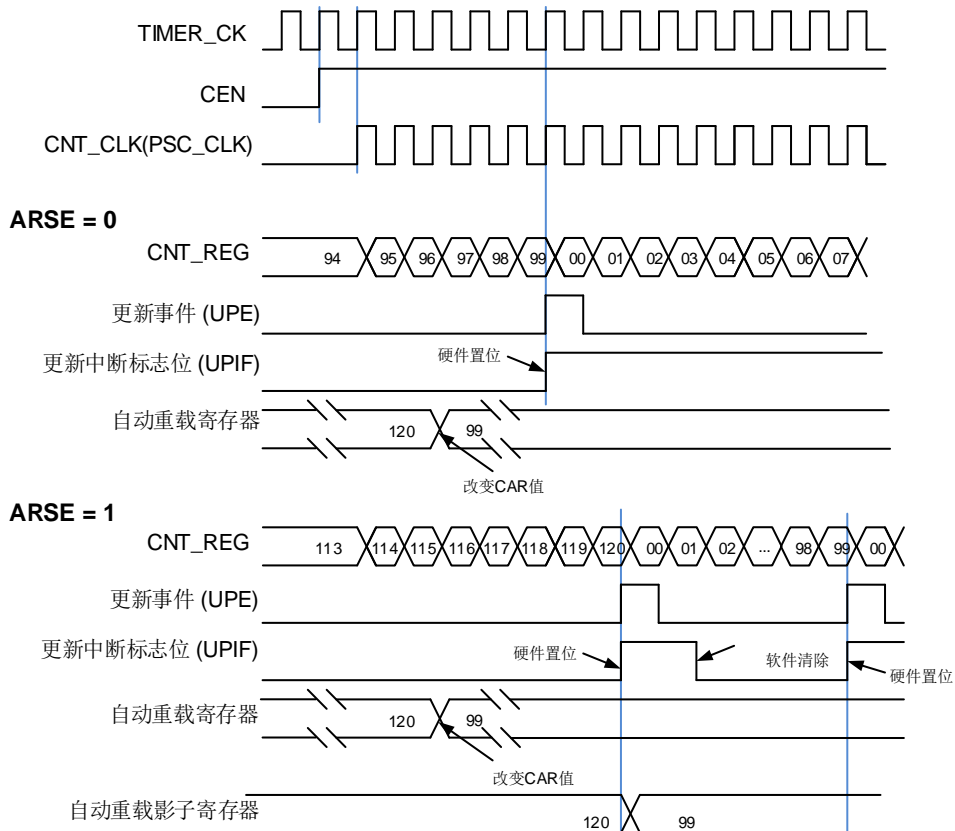 TIMER_CK
CEN
CNT_CLK(PSC_CLK)
ARSE = 0
CNT_REG 94 95 96 97 98 99 00 01 02 03 04 05 06 07
更新事件 (UPE)
更新中断标志位 (UPIF) 硬件置位
自动重载寄存器 120 99
改变CAR值
ARSE = 1
CNT_REG 113 114 115 116 117 118 119 120 00 01 02 ... 98 99 00
更新事件 (UPE)
更新中断标志位 (UPIF) 硬件置位 软件清除 硬件置位
自动重载寄存器 120 99
改变CAR值
自动重载影子寄存器 120 99